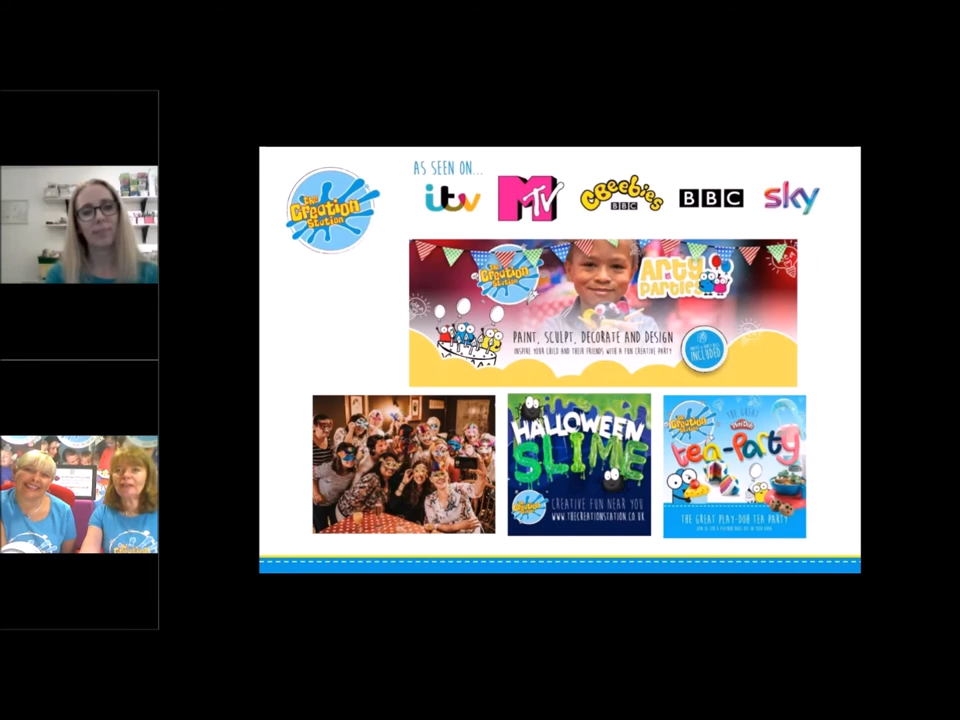 AS SEEN ON...
the
Creation
Station
itv
MTV
CBeebies
BBC
BBC
sky
the
Creation
Station
Arty
Parties
PAINT, SCULPT, DECORATE AND DESIGN
INSPIRE YOUR CHILD AND THEIR FRIENDS WITH A FUN CREATIVE PARTY
INCLUDED
HALLOWEEN
SLIME
the
Creation
Station
CREATIVE FUN NEAR YOU
WWW.THECREATIONSTATION.CO.UK
the
Creation
Station
THE GREAT
Play-Doh
tea-Party
THE GREAT PLAY-DOH TEA PARTY